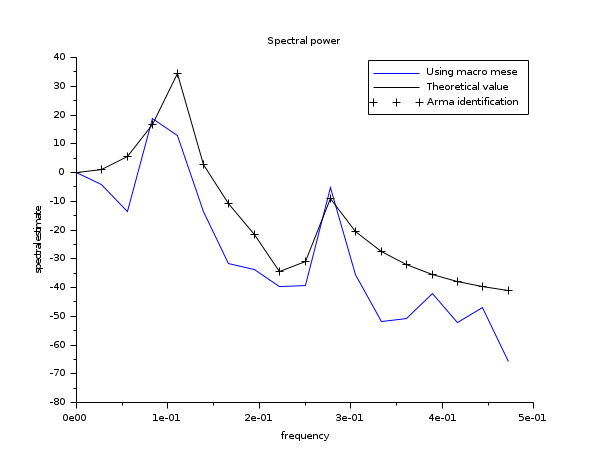 Spectral power
Using macro mese
Theoretical value
Arma identification
40
30
20
10
0
-10
-20
-30
-40
-50
-60
-70
-80
spectral estimate
0e00 1e-01 2e-01 3e-01 4e-01 5e-01
frequency